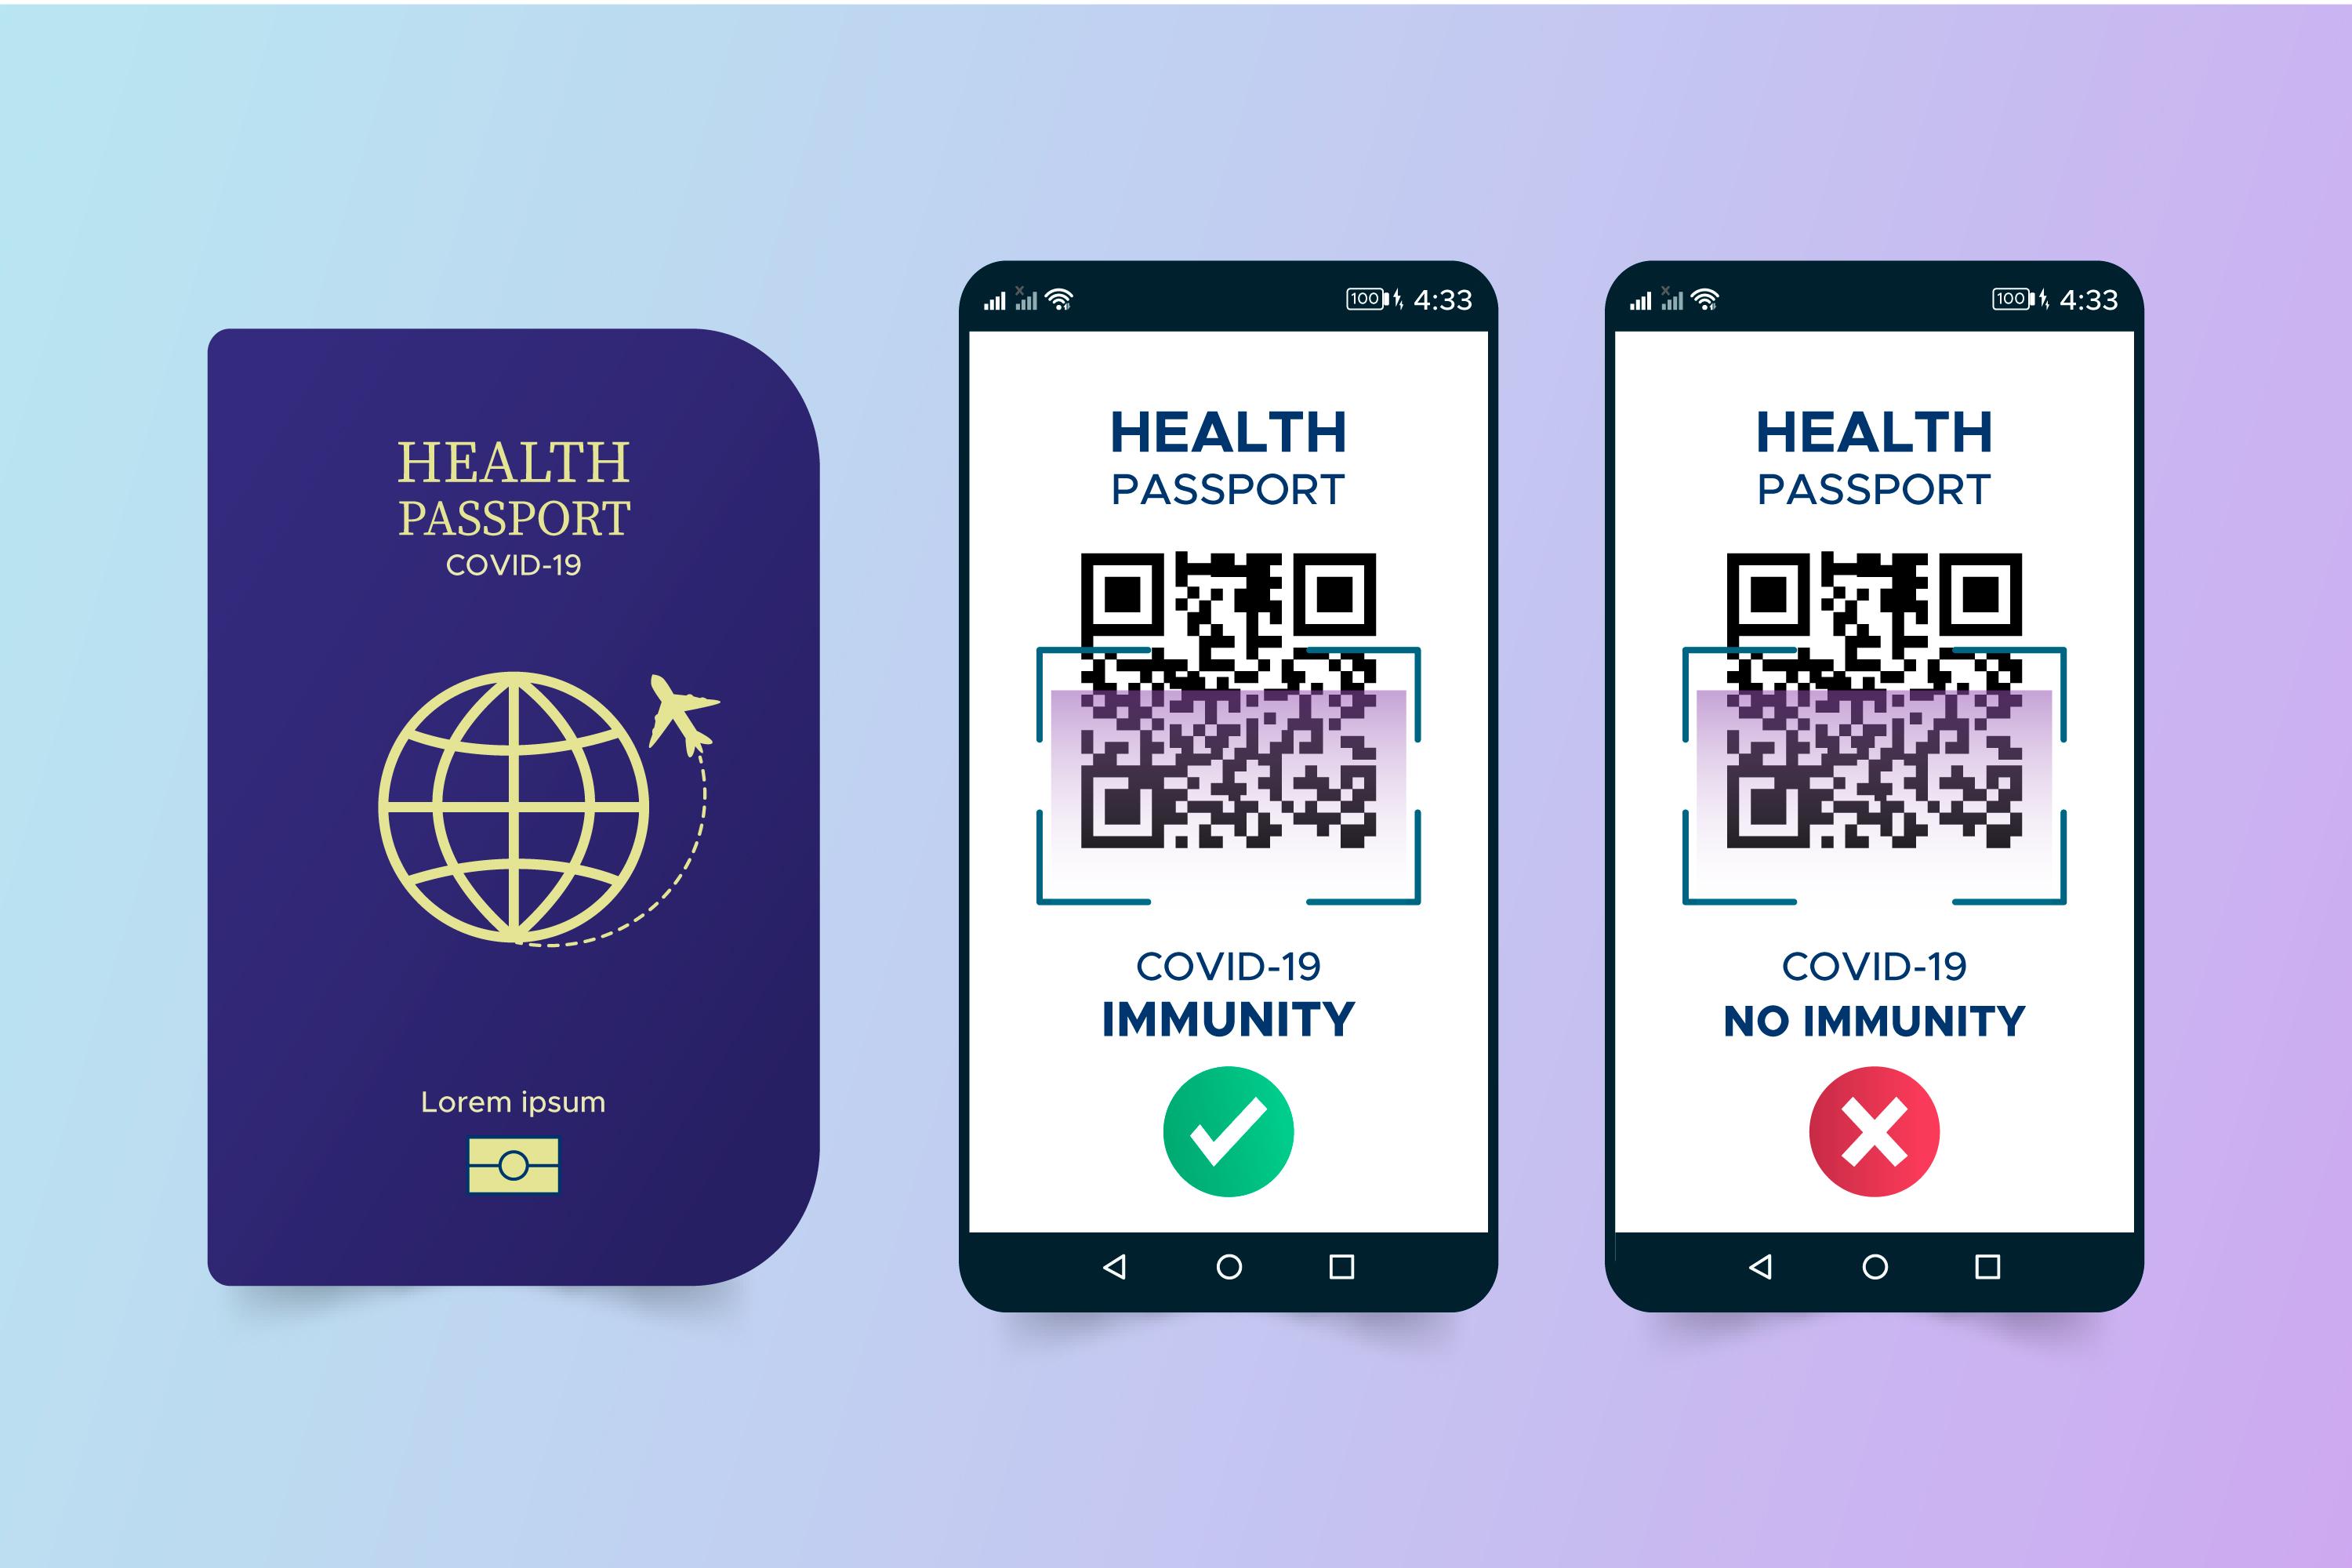 HEALTH
PASSPORT
COVID-19
Lorem ipsum
100 4:33
HEALTH
PASSPORT
COVID-19
IMMUNITY
100 4:33
HEALTH
PASSPORT
COVID-19
NO IMMUNITY